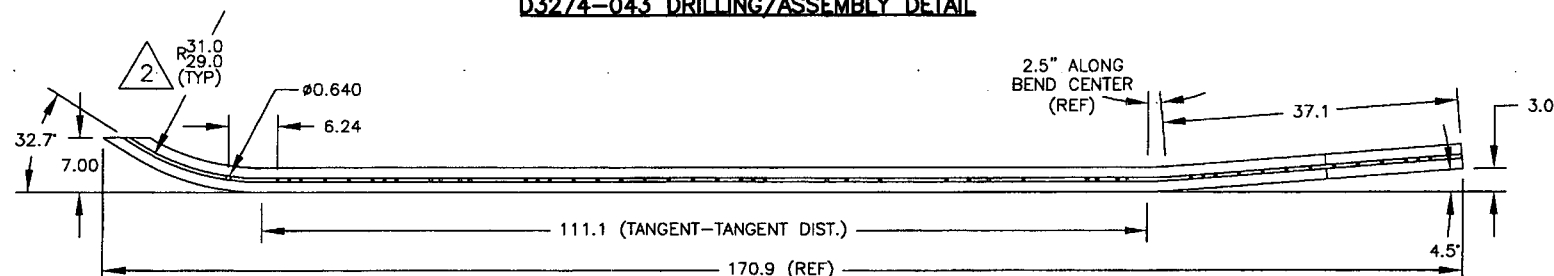 D3274-043 DRILLING/ASSEMBLY DETAIL
R31.0
29.0
(TYP)
2
ø0.640
6.24
32.7°
7.00
2.5" ALONG
BEND CENTER
(REF)
37.1
3.0
111.1 (TANGENT-TANGENT DIST.)
4.5°
170.9 (REF)